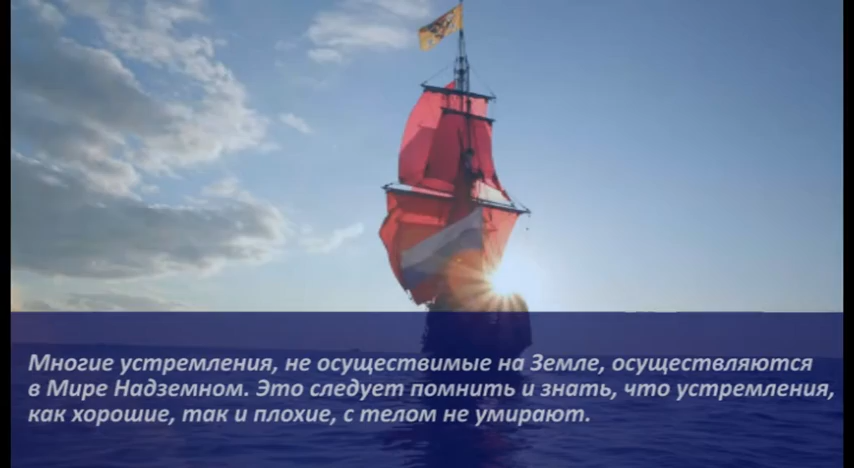 Многие устремления, не осуществимые на Земле, осуществляются
в Мире Надземном. Это следует помнить и знать, что устремления,
как хорошие, так и плохие, с телом не умирают.